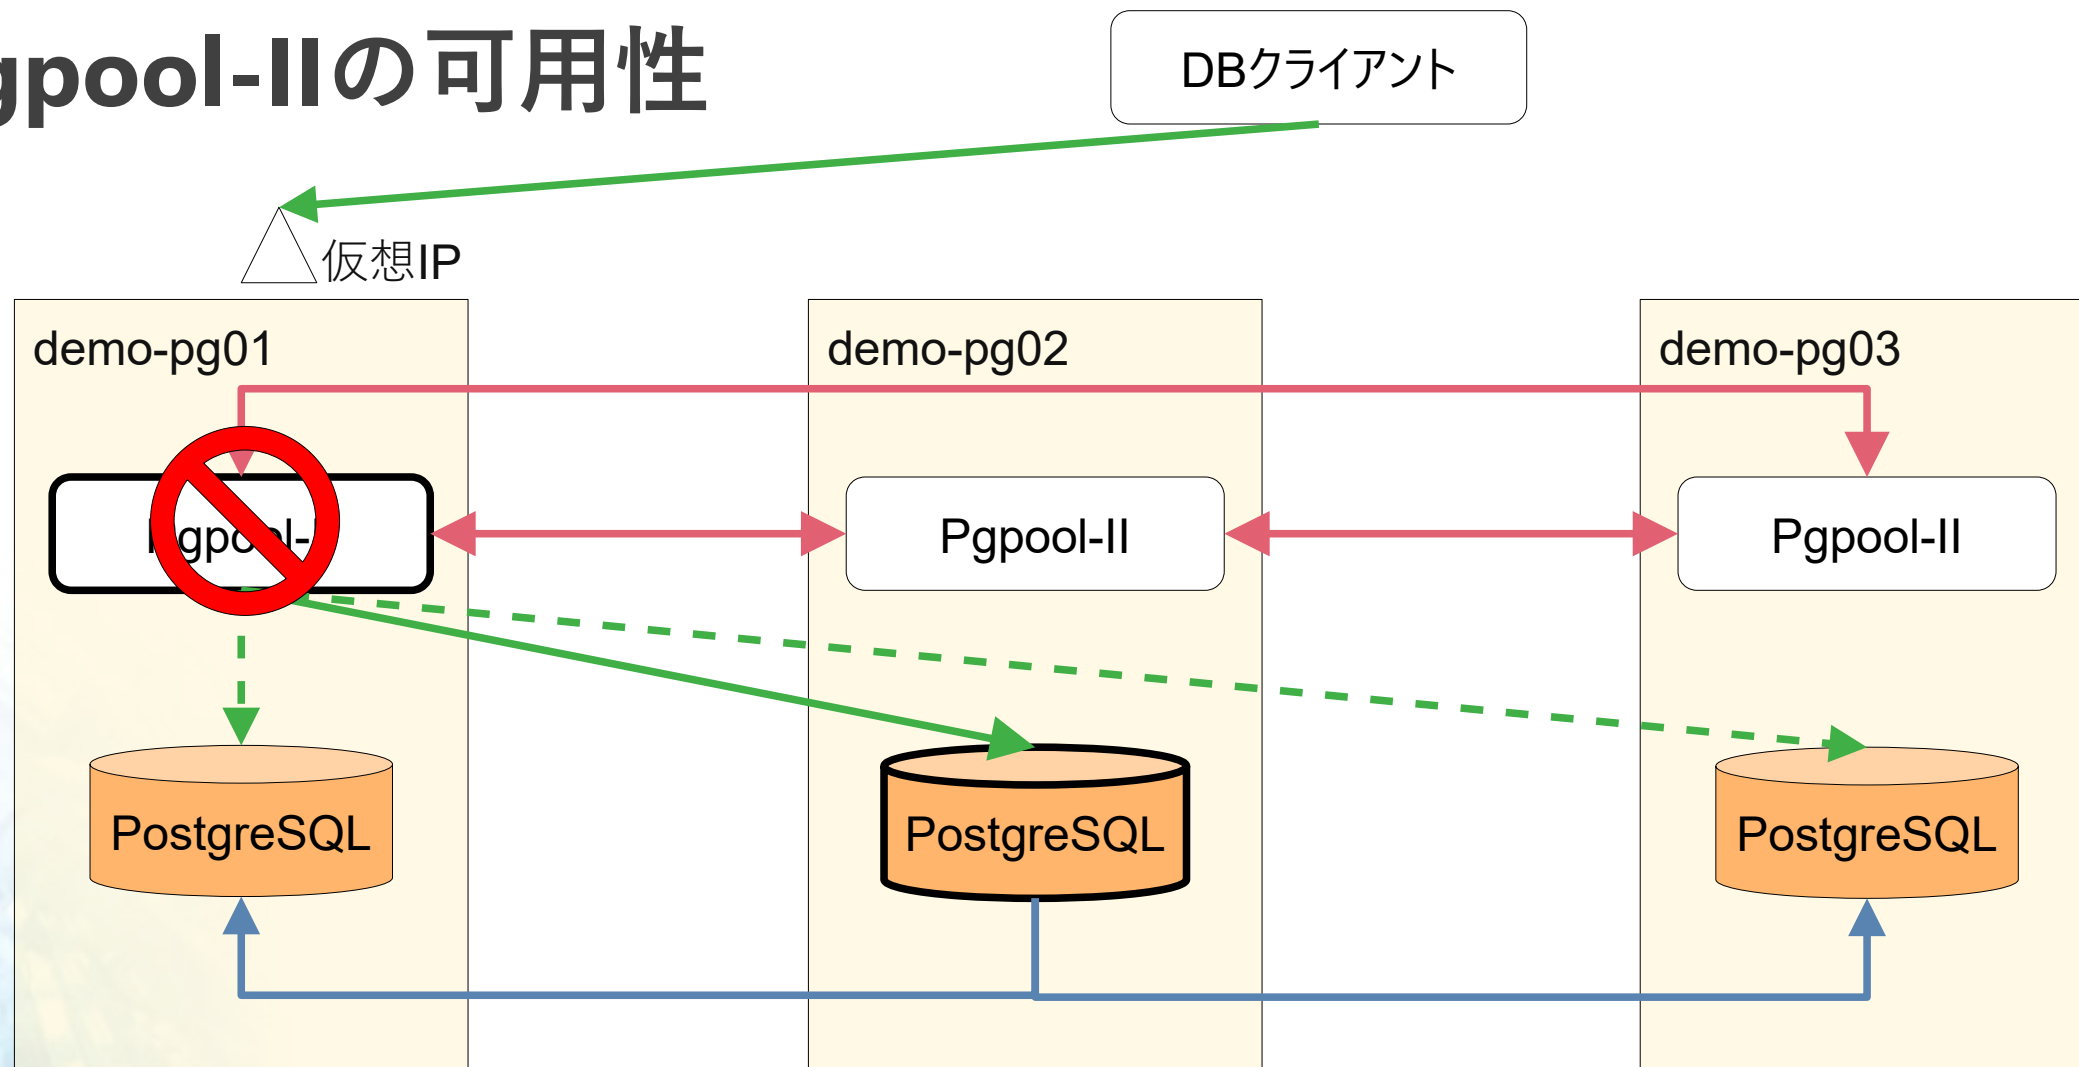 gpool-IIの可用性
DBクライアント
仮想IP
demo-pg01
demo-pg02
demo-pg03
Pgpool-II
Pgpool-II
PostgreSQL
PostgreSQL
PostgreSQL